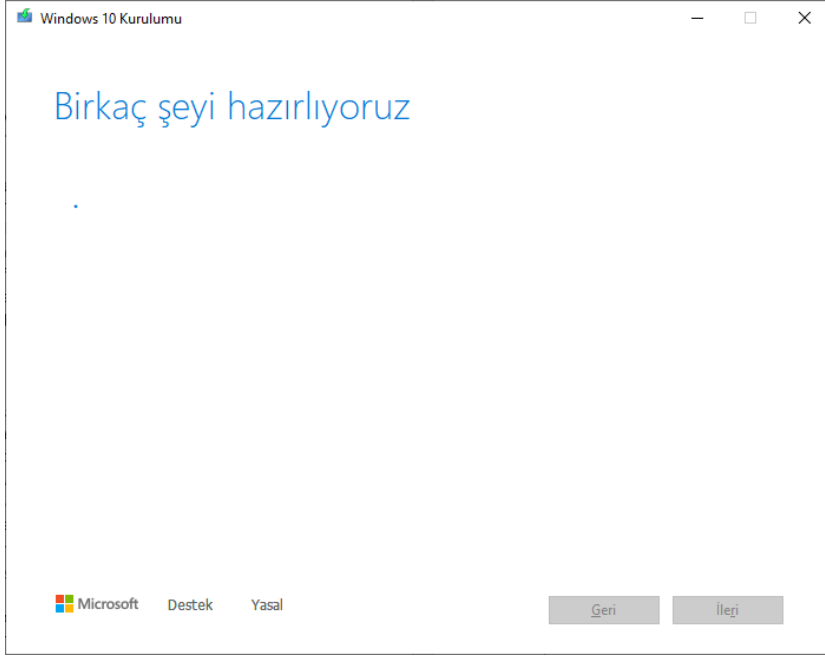 Windows 10 Kurulumu
Birkaç şeyi hazırlıyoruz
Microsoft Destek Yasal Geri İleri